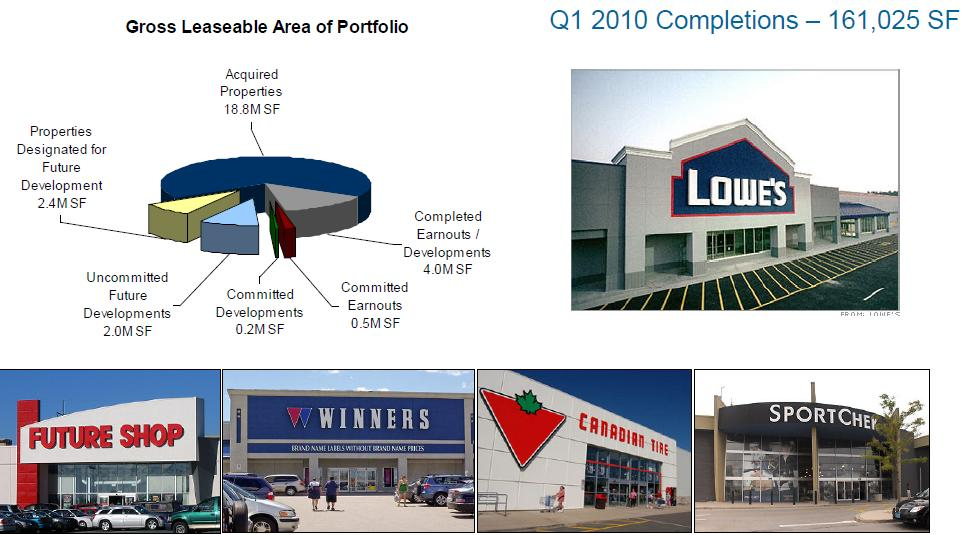 Gross Leaseable Area of Portfolio
Q1 2010 Completions – 161,025 SF
Acquired
Properties
18.8M SF
Properties
Designated for
Future
Development
2.4M SF
Completed
Earnouts /
Developments
4.0M SF
Uncommitted
Future
Developments
2.0M SF
Committed
Developments
0.2M SF
Committed
Earnouts
0.5M SF
LOWE'S
FROM: LOWE'S
FUTURE SHOP
WINNERS
BRAND NAME LABELS WITHOUT BRAND NAME PRICES
CANADIAN TIRE
SPORTCHEK